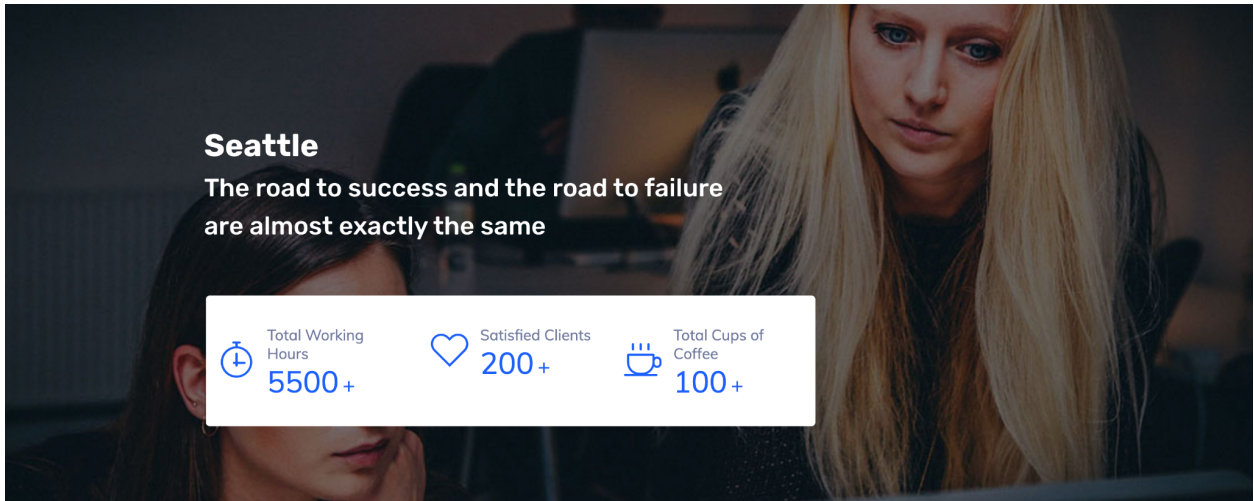 Seattle
The road to success and the road to failure
are almost exactly the same
Total Working
Hours
5500 +
Satisfied Clients
200 +
Total Cups of
Coffee
100 +